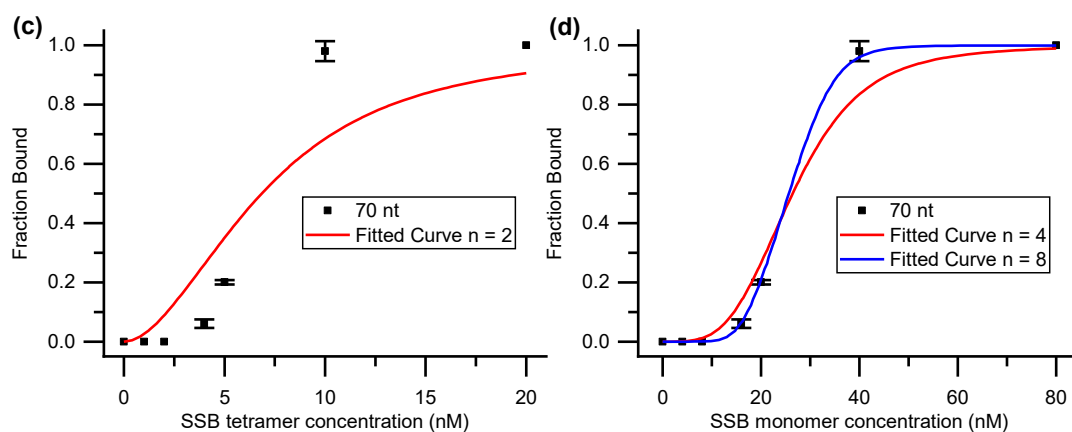 (c)
Fraction Bound
1.0
0.8
0.6
0.4
0.2
0.0
70 nt
Fitted Curve n = 2
0 5 10 15 20
SSB tetramer concentration (nM)
(d)
Fraction Bound
1.0
0.8
0.6
0.4
0.2
0.0
70 nt
Fitted Curve n = 4
Fitted Curve n = 8
0 20 40 60 80
SSB monomer concentration (nM)